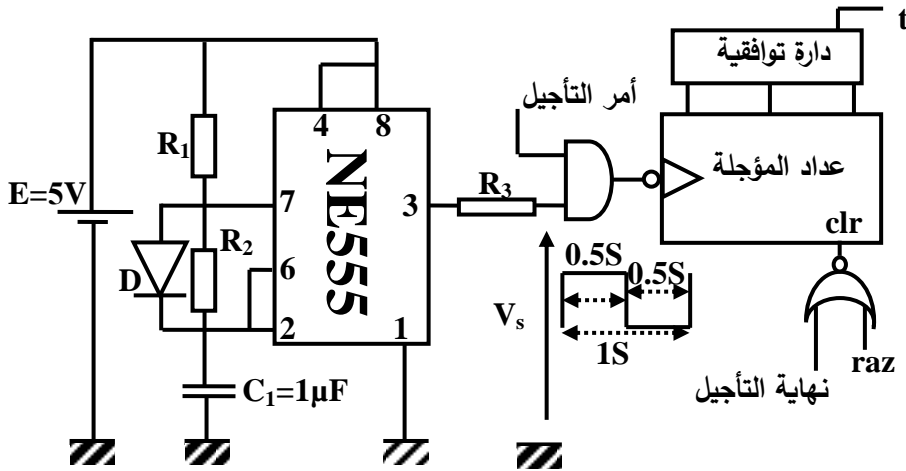 t
دارة توافقية
أمر التأجيل
4 8
R1
NE555
R3
عداد المؤجلة
E=5V
7
3
clr
R2
6
0.5S
0.5S
D
Vs
2
1
1S
raz
C1=1µF
نهاية التأجيل